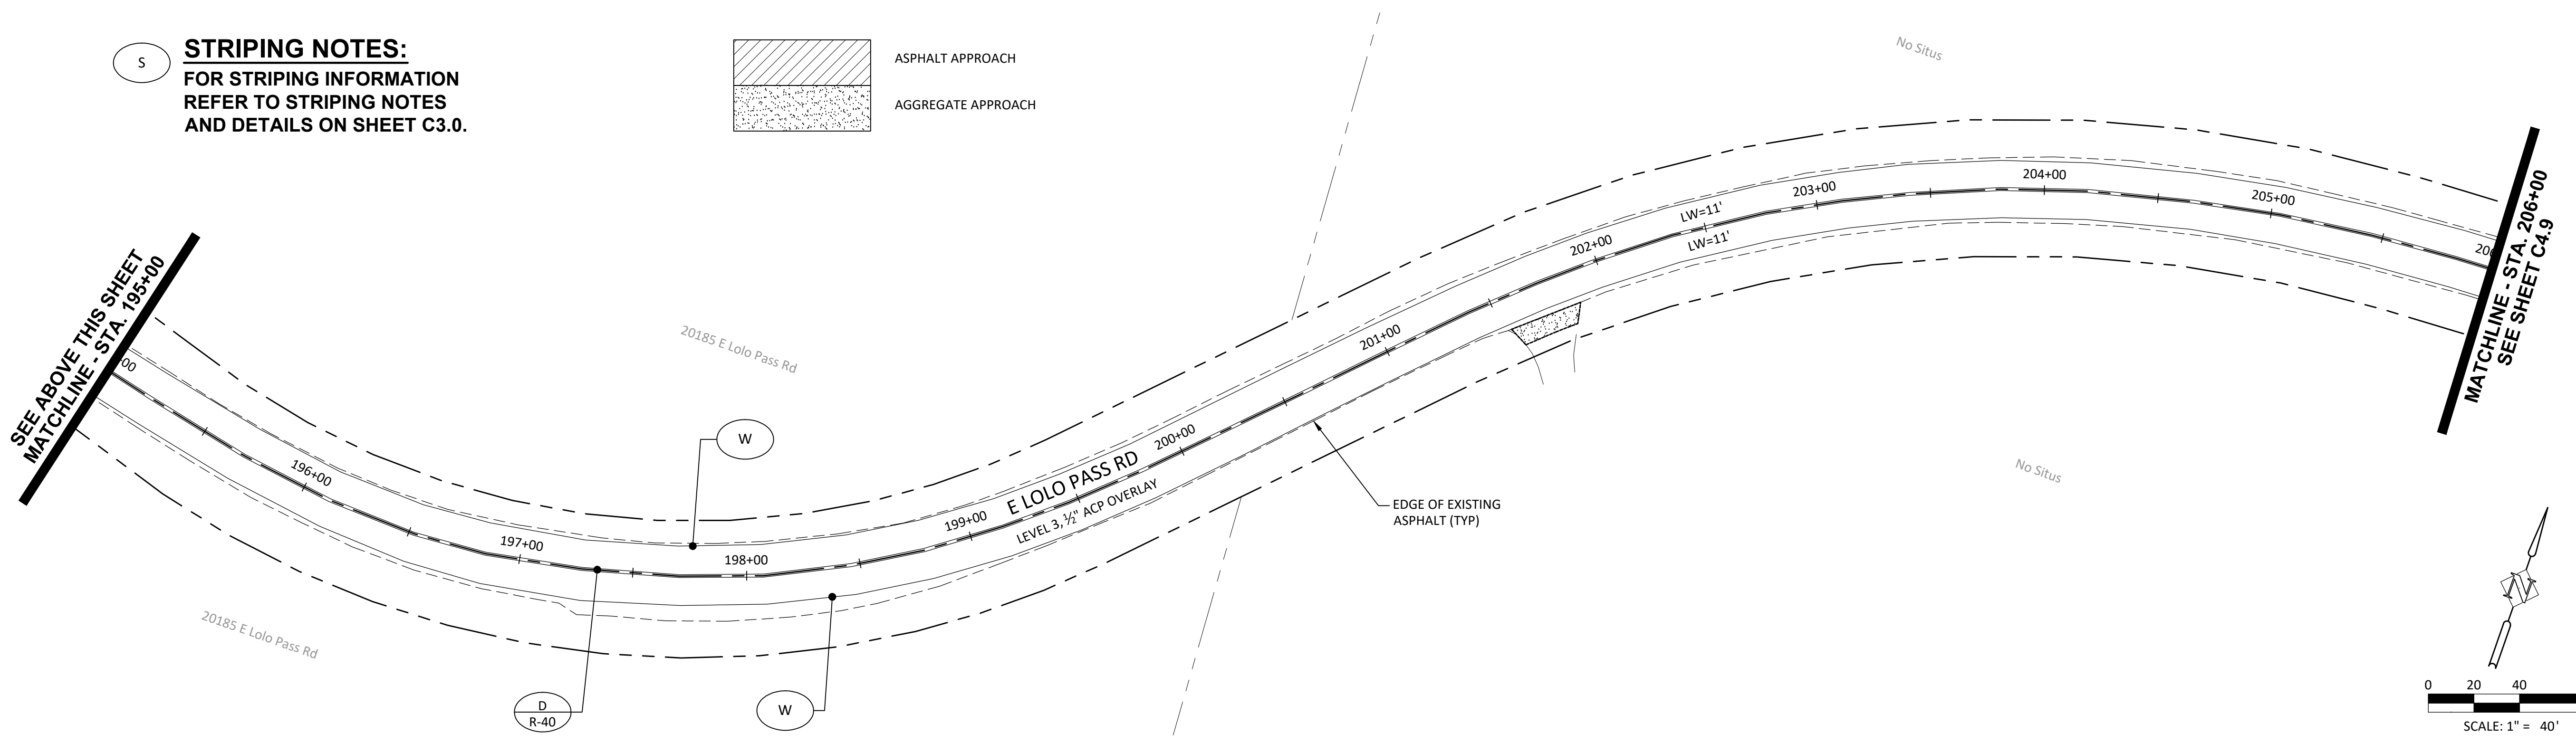 S
STRIPING NOTES:
FOR STRIPING INFORMATION
REFER TO STRIPING NOTES
AND DETAILS ON SHEET C3.0.
ASPHALT APPROACH
AGGREGATE APPROACH
No Situs
SEE ABOVE THIS SHEET
MATCHLINE - STA. 195+00
20185 E Lolo Pass Rd
196+00
197+00
198+00
199+00
200+00
201+00
202+00
203+00
204+00
205+00
LW=11'
LW=11'
E LOLO PASS RD
LEVEL 3, ½" ACP OVERLAY
W
MATCHLINE - STA. 206+00
SEE SHEET C4.9
EDGE OF EXISTING
ASPHALT (TYP)
No Situs
20185 E Lolo Pass Rd
D
R-40
W
N
0 20 40
SCALE: 1" = 40'